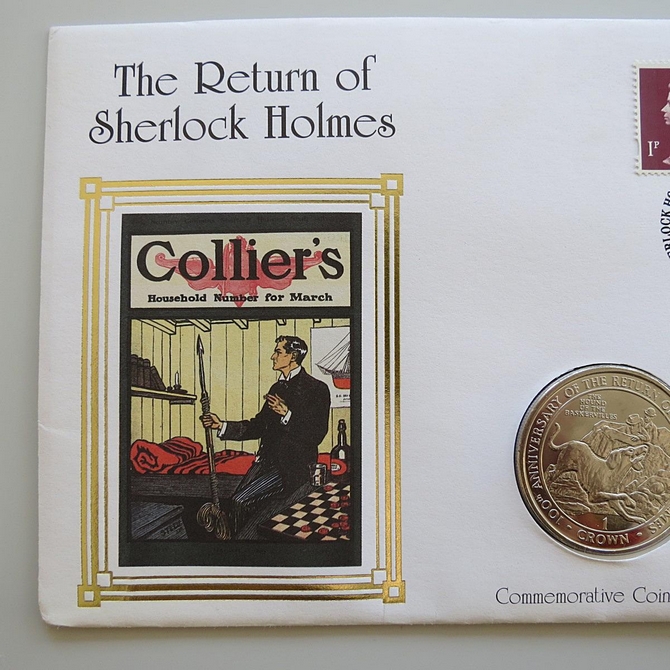 The Return of
Sherlock Holmes
Collier's
Household Number for March
1P
100th ANNIVERSARY OF THE RETURN
THE
HOUND
OF THE
BASKERVILLES
1
CROWN
Commemorative Coin